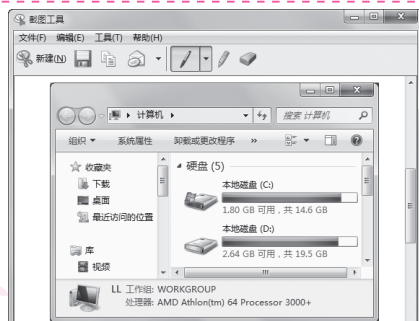 截图工具
文件(F) 编辑(E) 工具(T) 帮助(H)
新建(N)
计算机
搜索 计算机
组织 系统属性 卸载或更改程序 »
收藏夹
下载
桌面
最近访问的位置
库
视频
硬盘 (5)
本地磁盘 (C:)
1.80 GB 可用，共 14.6 GB
本地磁盘 (D:)
2.64 GB 可用，共 19.5 GB
LL 工作组: WORKGROUP
处理器: AMD Athlon(tm) 64 Processor 3000+